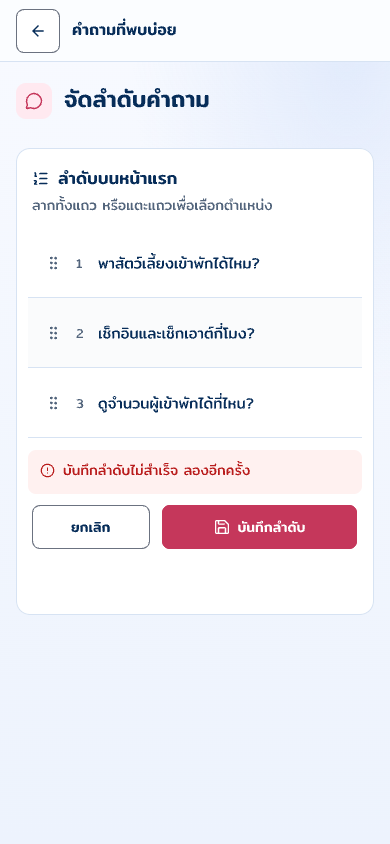 คำถามที่พบบ่อย
จัดลำดับคำถาม
ลำดับบนหน้าแรก
ลากทั้งแถว หรือแตะแถวเพื่อเลือกตำแหน่ง
1 พาสัตว์เลี้ยงเข้าพักได้ไหม?
2 เช็กอินและเช็กเอาต์กี่โมง?
3 ดูจำนวนผู้เข้าพักได้ที่ไหน?
บันทึกลำดับไม่สำเร็จ ลองอีกครั้ง
ยกเลิก บันทึกลำดับ